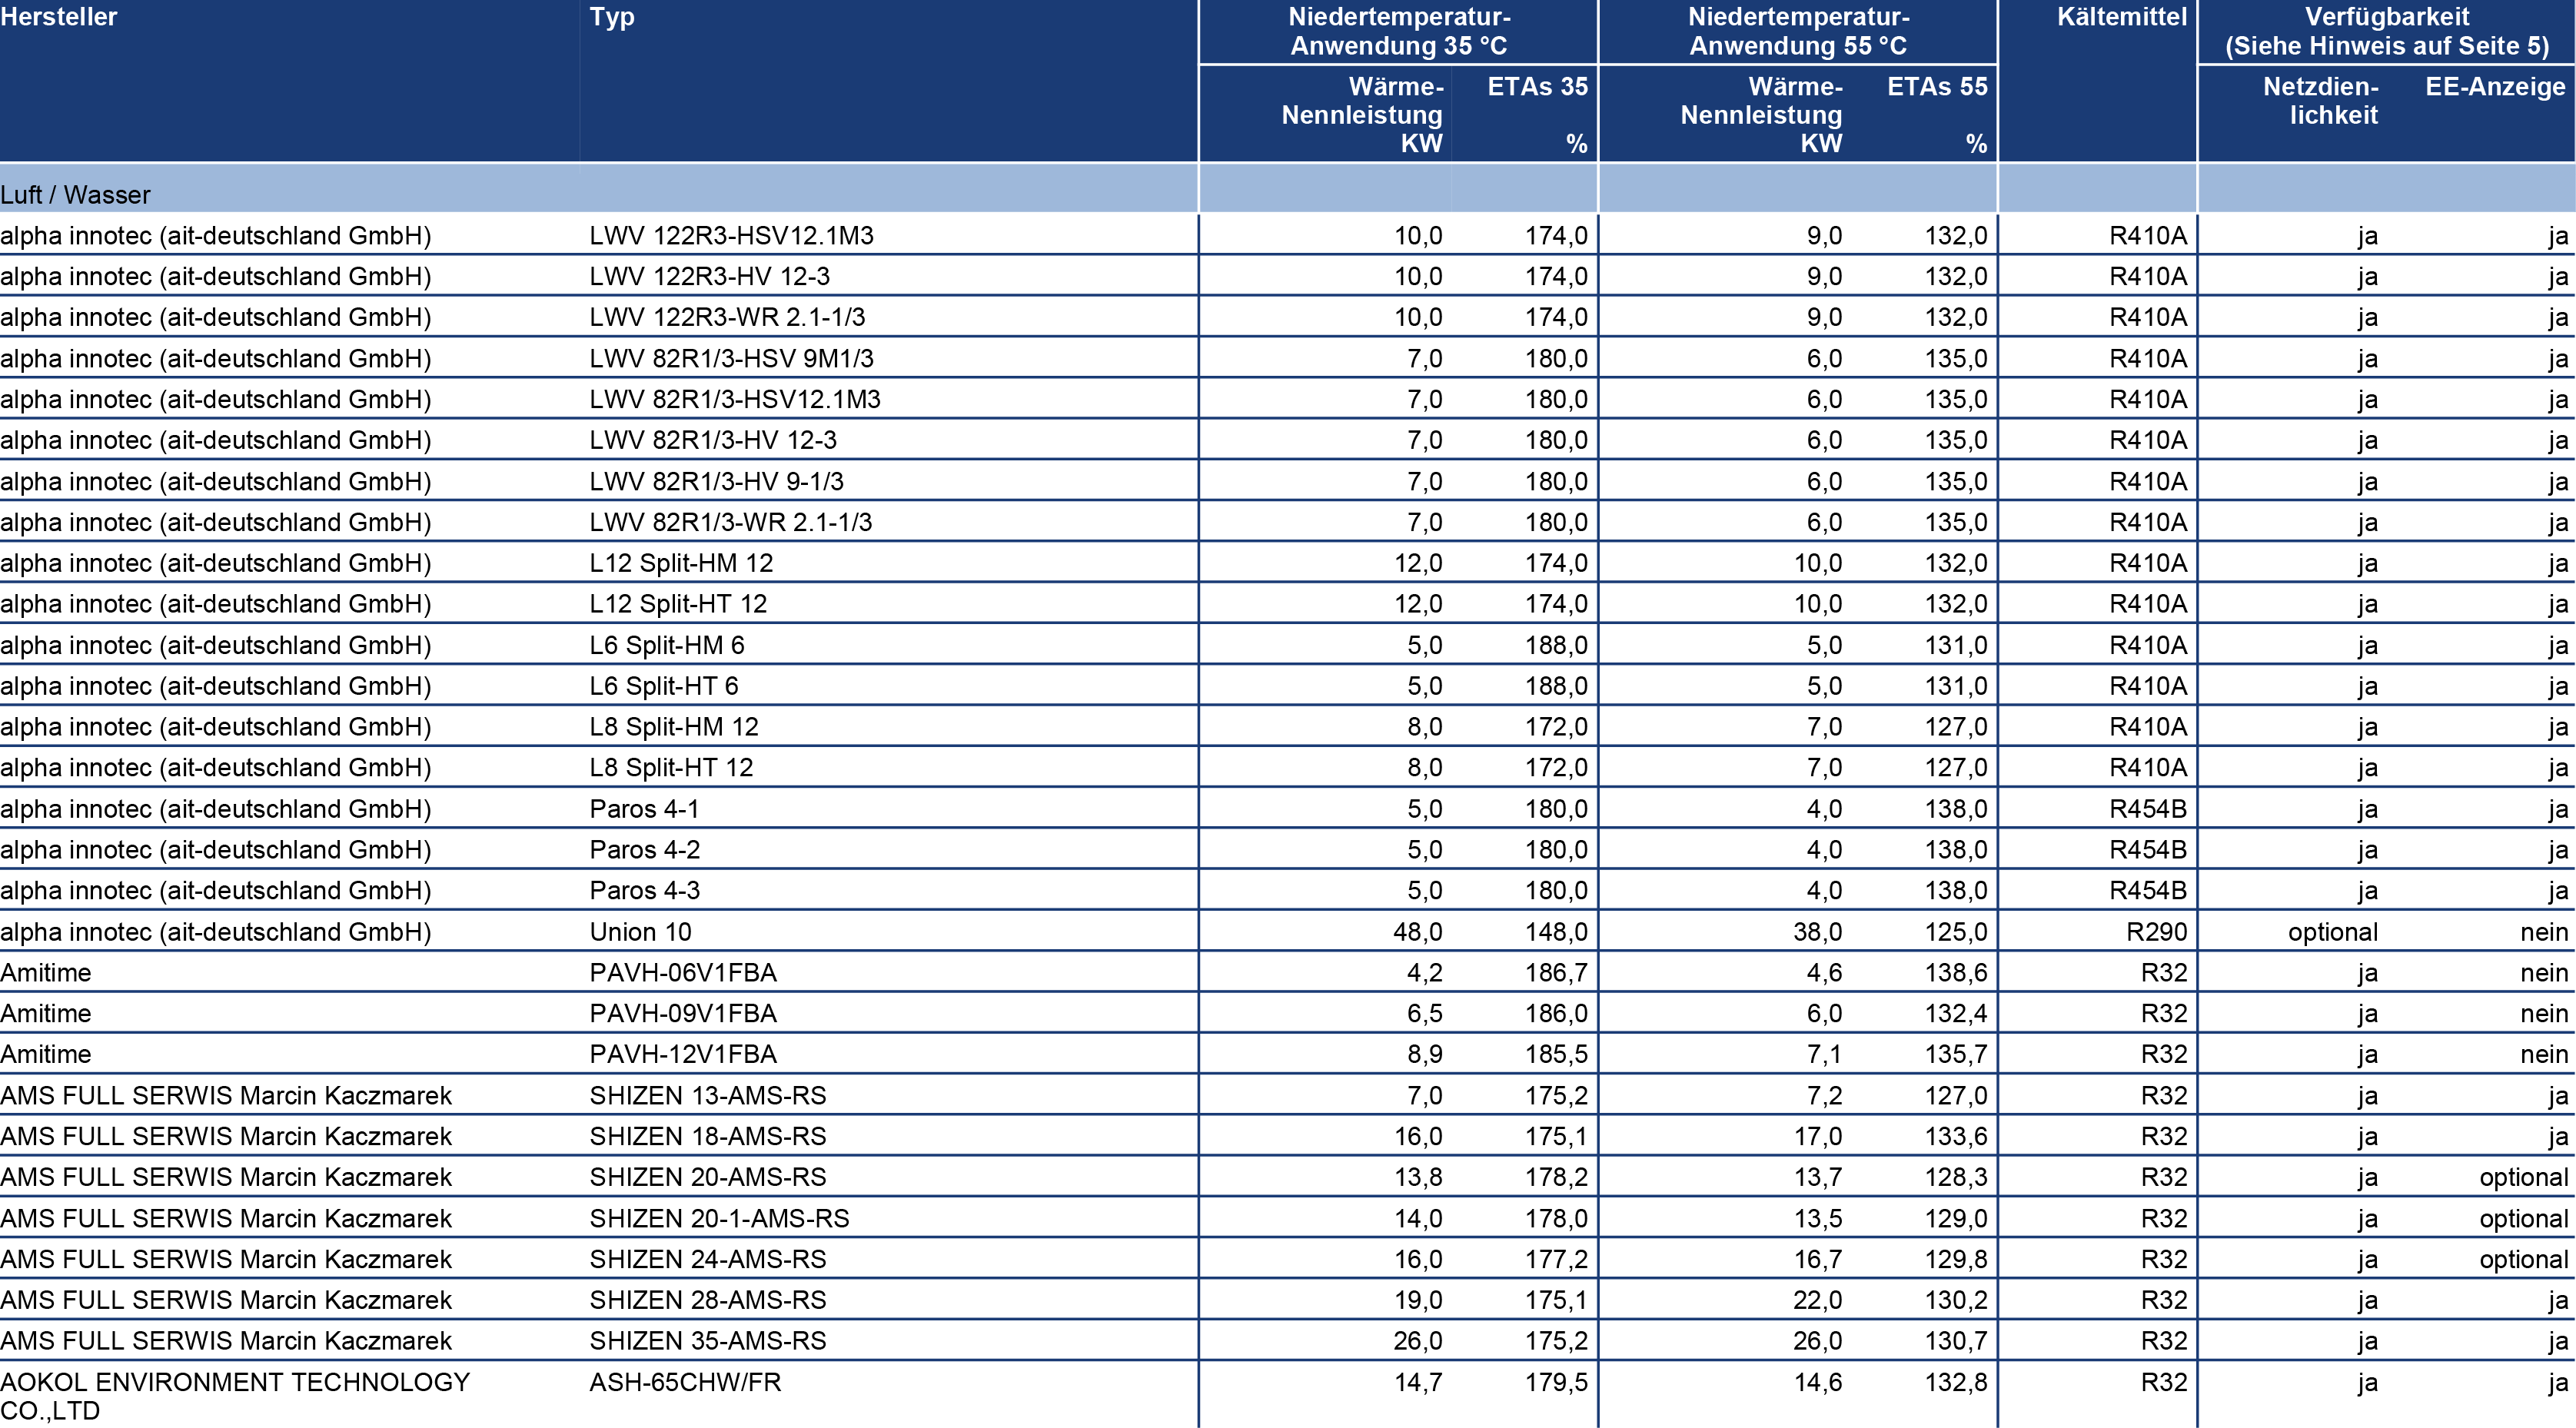 Hersteller Typ Niedertemperatur- Niedertemperatur- Kältemittel Verfügbarkeit
Anwendung 35 °C Anwendung 55 °C (Siehe Hinweis auf Seite 5)
Wärme- ETAs 35 Wärme- ETAs 55 Netzdien- EE-Anzeige
Nennleistung Nennleistung lichkeit
KW % KW %
Luft / Wasser
alpha innotec (ait-deutschland GmbH) LWV 122R3-HSV12.1M3 10,0 174,0 9,0 132,0 R410A ja ja
alpha innotec (ait-deutschland GmbH) LWV 122R3-HV 12-3 10,0 174,0 9,0 132,0 R410A ja ja
alpha innotec (ait-deutschland GmbH) LWV 122R3-WR 2.1-1/3 10,0 174,0 9,0 132,0 R410A ja ja
alpha innotec (ait-deutschland GmbH) LWV 82R1/3-HSV 9M1/3 7,0 180,0 6,0 135,0 R410A ja ja
alpha innotec (ait-deutschland GmbH) LWV 82R1/3-HSV12.1M3 7,0 180,0 6,0 135,0 R410A ja ja
alpha innotec (ait-deutschland GmbH) LWV 82R1/3-HV 12-3 7,0 180,0 6,0 135,0 R410A ja ja
alpha innotec (ait-deutschland GmbH) LWV 82R1/3-HV 9-1/3 7,0 180,0 6,0 135,0 R410A ja ja
alpha innotec (ait-deutschland GmbH) LWV 82R1/3-WR 2.1-1/3 7,0 180,0 6,0 135,0 R410A ja ja
alpha innotec (ait-deutschland GmbH) L12 Split-HM 12 12,0 174,0 10,0 132,0 R410A ja ja
alpha innotec (ait-deutschland GmbH) L12 Split-HT 12 12,0 174,0 10,0 132,0 R410A ja ja
alpha innotec (ait-deutschland GmbH) L6 Split-HM 6 5,0 188,0 5,0 131,0 R410A ja ja
alpha innotec (ait-deutschland GmbH) L6 Split-HT 6 5,0 188,0 5,0 131,0 R410A ja ja
alpha innotec (ait-deutschland GmbH) L8 Split-HM 12 8,0 172,0 7,0 127,0 R410A ja ja
alpha innotec (ait-deutschland GmbH) L8 Split-HT 12 8,0 172,0 7,0 127,0 R410A ja ja
alpha innotec (ait-deutschland GmbH) Paros 4-1 5,0 180,0 4,0 138,0 R454B ja ja
alpha innotec (ait-deutschland GmbH) Paros 4-2 5,0 180,0 4,0 138,0 R454B ja ja
alpha innotec (ait-deutschland GmbH) Paros 4-3 5,0 180,0 4,0 138,0 R454B ja ja
alpha innotec (ait-deutschland GmbH) Union 10 48,0 148,0 38,0 125,0 R290 optional nein
Amitime PAVH-06V1FBA 4,2 186,7 4,6 138,6 R32 ja nein
Amitime PAVH-09V1FBA 6,5 186,0 6,0 132,4 R32 ja nein
Amitime PAVH-12V1FBA 8,9 185,5 7,1 135,7 R32 ja nein
AMS FULL SERWIS Marcin Kaczmarek SHIZEN 13-AMS-RS 7,0 175,2 7,2 127,0 R32 ja ja
AMS FULL SERWIS Marcin Kaczmarek SHIZEN 18-AMS-RS 16,0 175,1 17,0 133,6 R32 ja ja
AMS FULL SERWIS Marcin Kaczmarek SHIZEN 20-AMS-RS 13,8 178,2 13,7 128,3 R32 ja optional
AMS FULL SERWIS Marcin Kaczmarek SHIZEN 20-1-AMS-RS 14,0 178,0 13,5 129,0 R32 ja optional
AMS FULL SERWIS Marcin Kaczmarek SHIZEN 24-AMS-RS 16,0 177,2 16,7 129,8 R32 ja optional
AMS FULL SERWIS Marcin Kaczmarek SHIZEN 28-AMS-RS 19,0 175,1 22,0 130,2 R32 ja ja
AMS FULL SERWIS Marcin Kaczmarek SHIZEN 35-AMS-RS 26,0 175,2 26,0 130,7 R32 ja ja
AOKOL ENVIRONMENT TECHNOLOGY ASH-65CHW/FR 14,7 179,5 14,6 132,8 R32 ja ja
CO.,LTD